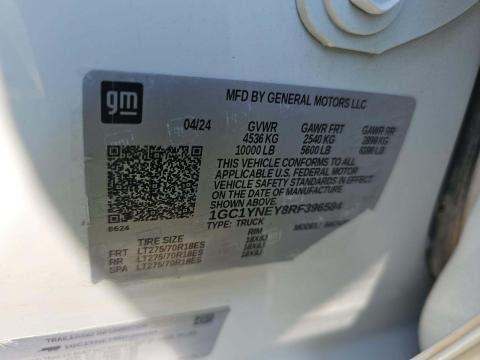 gm
MFD BY GENERAL MOTORS LLC
04/24 GVWR GAWR FRT GAWR RR
4536 KG 2540 KG
10000 LB 5600 LB
THIS VEHICLE CONFORMS TO ALL
APPLICABLE U.S. FEDERAL MOTOR
VEHICLE SAFETY STANDARDS IN
EFFECT ON THE DATE OF MANUFACTURE
SHOWN ABOVE.
1GC1YNEY8RF396504
TYPE: TRUCK
6624
TIRE SIZE RIM
FRT LT275/70R18ES 18X8J
RR LT275/70R18ES 18X8J
SPA LT275/70R18ES 18X8J